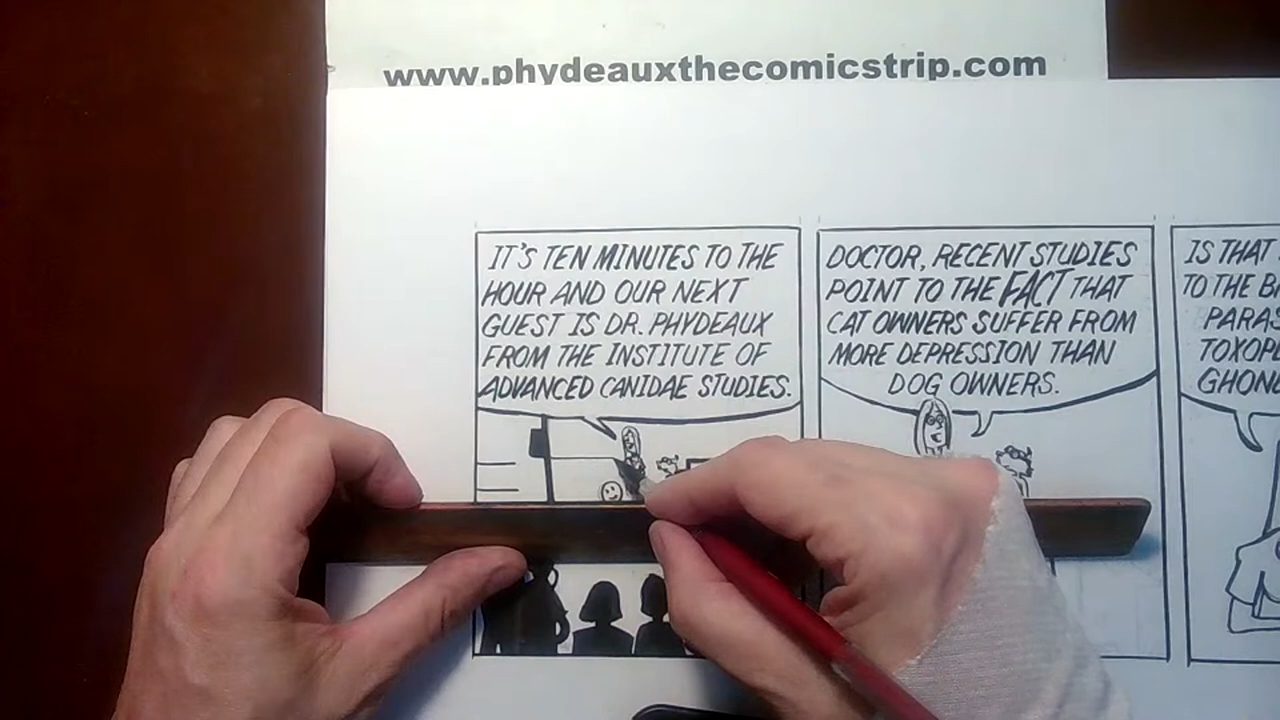 www.phydeauxthecomicstrip.com
IT'S TEN MINUTES TO THE
HOUR AND OUR NEXT
GUEST IS DR. PHYDEAUX
FROM THE INSTITUTE OF
ADVANCED CANIDAE STUDIES.
DOCTOR, RECENT STUDIES
POINT TO THE FACT THAT
CAT OWNERS SUFFER FROM
MORE DEPRESSION THAN
DOG OWNERS.
IS THAT
TO THE